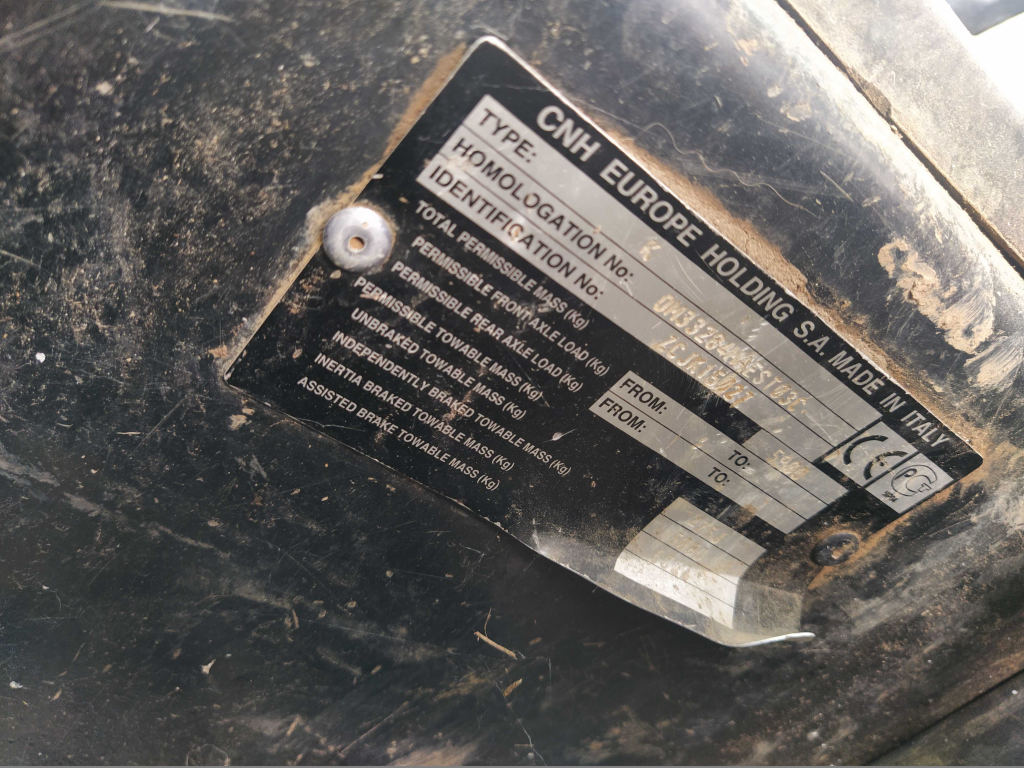 CNH EUROPE HOLDING S.A. MADE IN ITALY
TYPE:
HOMOLOGATION No:
IDENTIFICATION No:
TOTAL PERMISSIBLE MASS (Kg)
PERMISSIBLE FRONT AXLE LOAD (Kg)
PERMISSIBLE REAR AXLE LOAD (Kg)
PERMISSIBLE TOWABLE MASS (Kg)
UNBRAKED TOWABLE MASS (Kg)
INDEPENDENTLY BRAKED TOWABLE MASS (Kg)
INERTIA BRAKED TOWABLE MASS (Kg)
ASSISTED BRAKE TOWABLE MASS (Kg)
FROM: TO:
FROM: TO:
CE